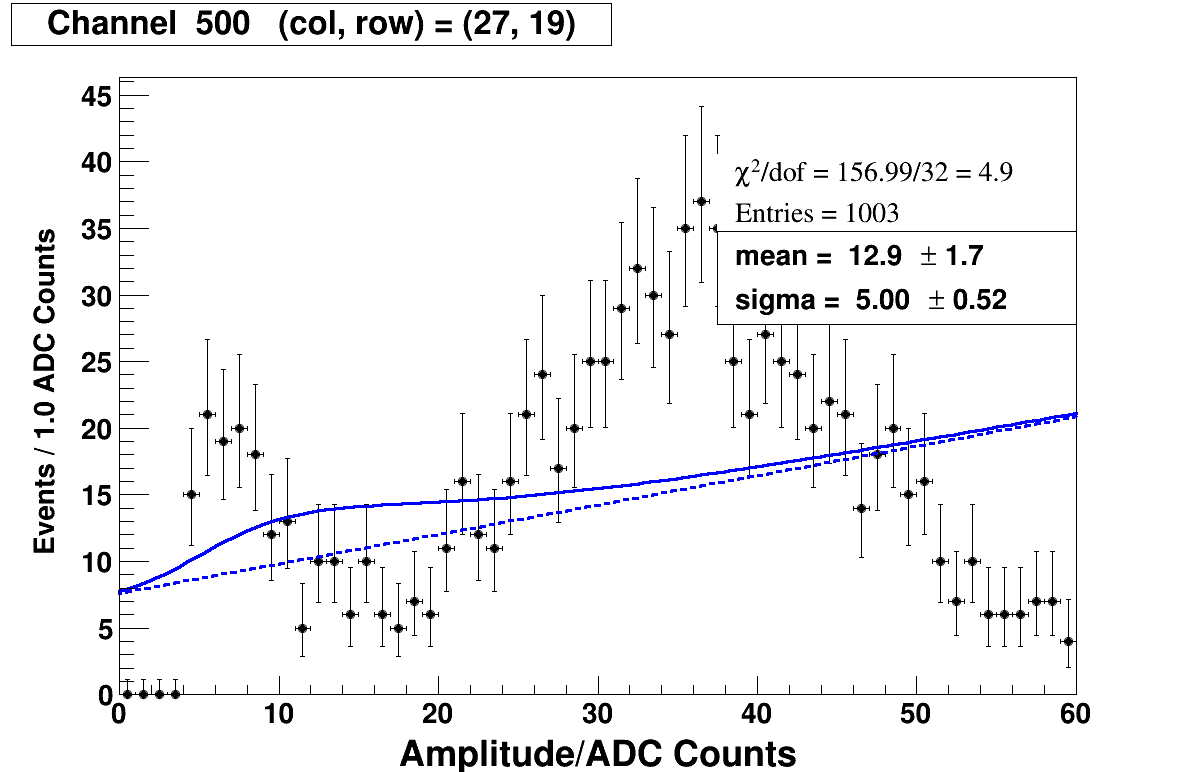 Channel 500 (col, row) = (27, 19)
χ²/dof = 156.99/32 = 4.9
Entries = 1003
mean = 12.9 ± 1.7
sigma = 5.00 ± 0.52
Events / 1.0 ADC Counts
45
40
35
30
25
20
15
10
5
0
0 10 20 30 40 50 60
Amplitude/ADC Counts